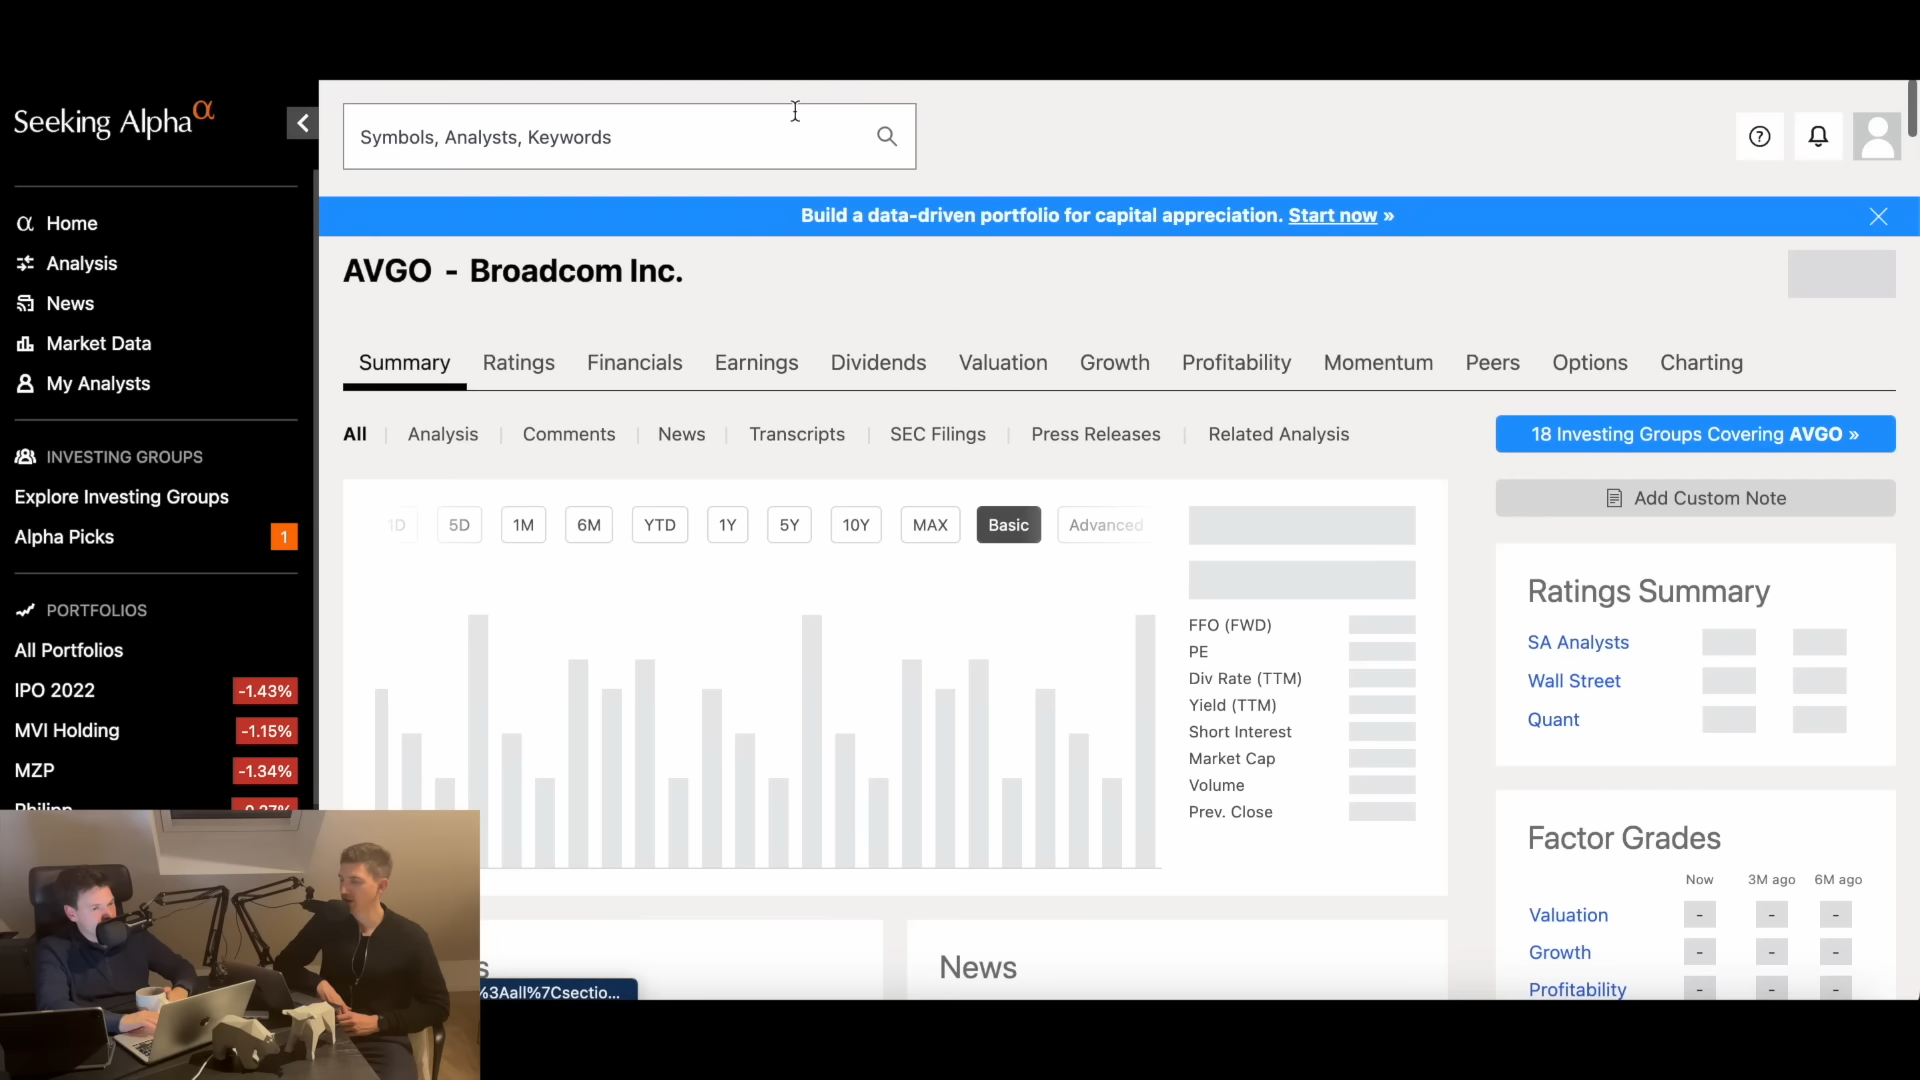 Seeking Alpha α
Home
Analysis
News
Market Data
My Analysts
INVESTING GROUPS
Explore Investing Groups
Alpha Picks 1
PORTFOLIOS
All Portfolios
IPO 2022 -1.43%
MVI Holding -1.15%
MZP -1.34%
Philipp
Symbols, Analysts, Keywords
Build a data-driven portfolio for capital appreciation. Start now »
AVGO - Broadcom Inc.
Summary Ratings Financials Earnings Dividends Valuation Growth Profitability Momentum Peers Options Charting
All | Analysis | Comments | News | Transcripts | SEC Filings | Press Releases | Related Analysis
18 Investing Groups Covering AVGO »
Add Custom Note
1D 5D 1M 6M YTD 1Y 5Y 10Y MAX Basic Advanced
FFO (FWD)
PE
Div Rate (TTM)
Yield (TTM)
Short Interest
Market Cap
Volume
Prev. Close
Ratings Summary
SA Analysts
Wall Street
Quant
Factor Grades
Now 3M ago 6M ago
Valuation - - -
Growth - - -
Profitability - - -
s
News
%3Aall%7Csectio...